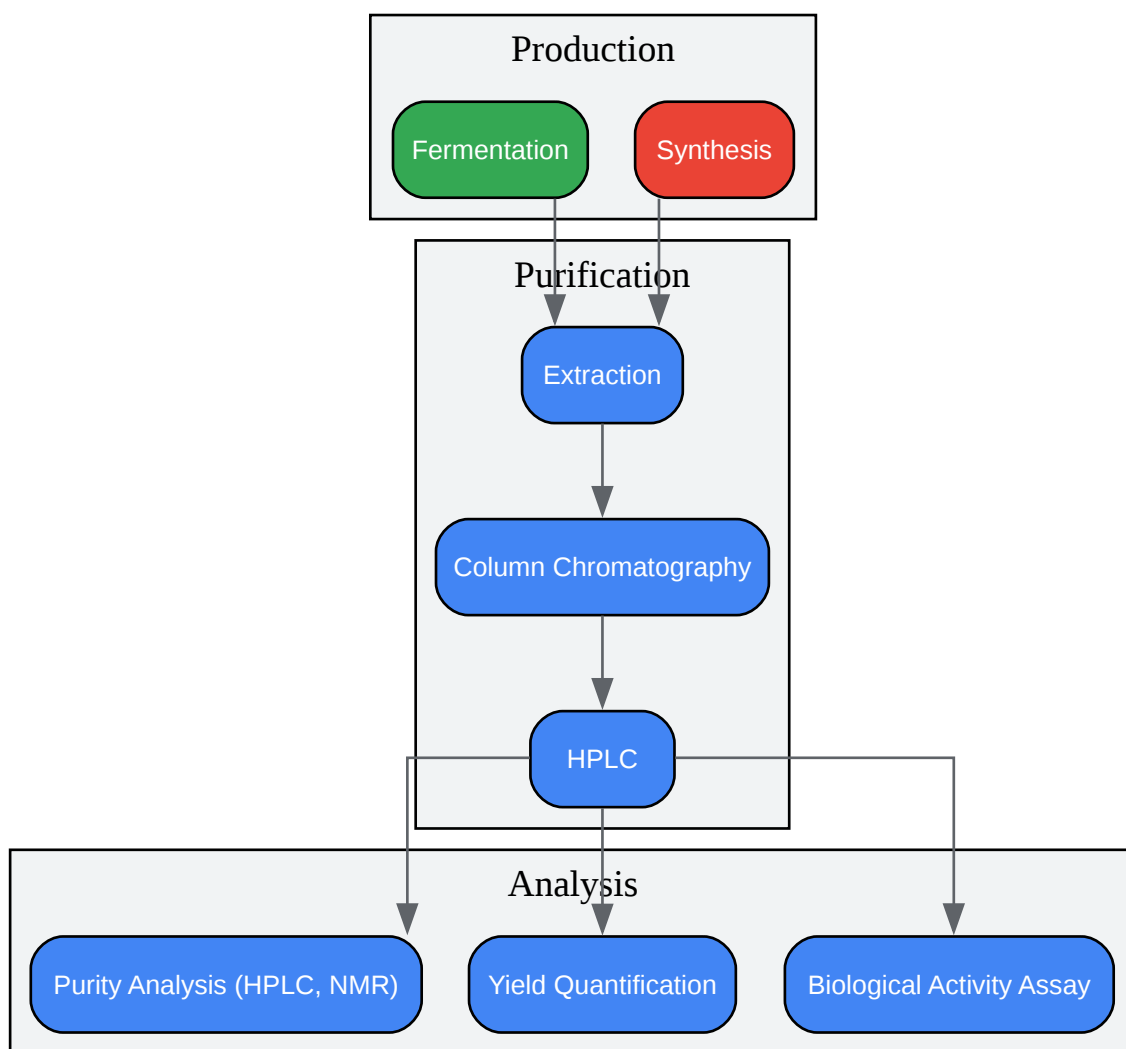 Production
Fermentation
Synthesis
Purification
Extraction
Column Chromatography
HPLC
Analysis
Purity Analysis (HPLC, NMR)
Yield Quantification
Biological Activity Assay